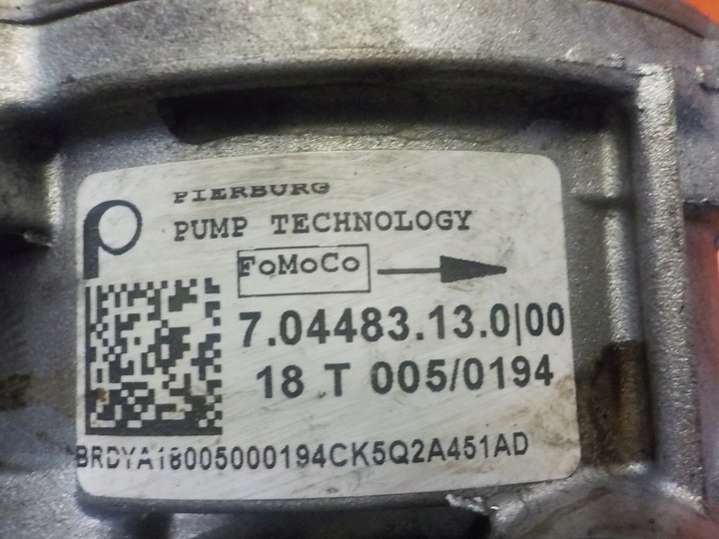 PIERBURG
PUMP TECHNOLOGY
FoMoCo
7.04483.13.0|00
18 T 005/0194
BRDYA18005000194CK5Q2A451AD